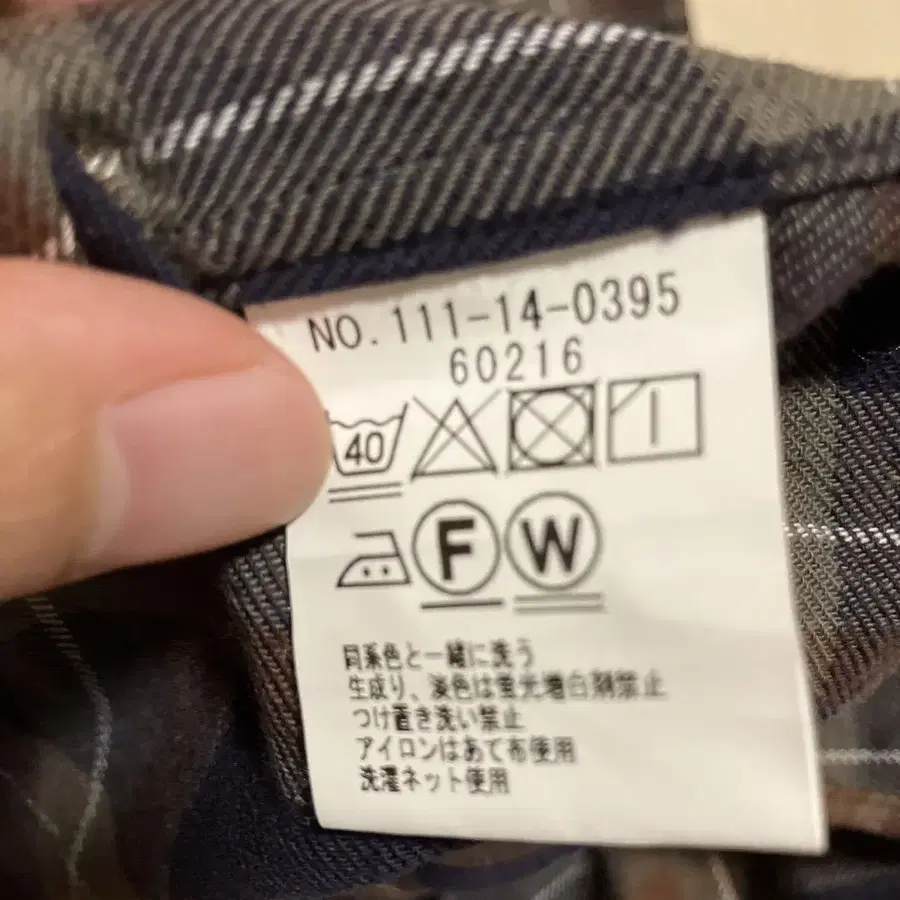 NO. 111-14-0395
60216
40
F W
同系色と一緒に洗う
生成り、淡色は蛍光増白剤禁止
つけ置き洗い禁止
アイロンはあて布使用
洗濯ネット使用